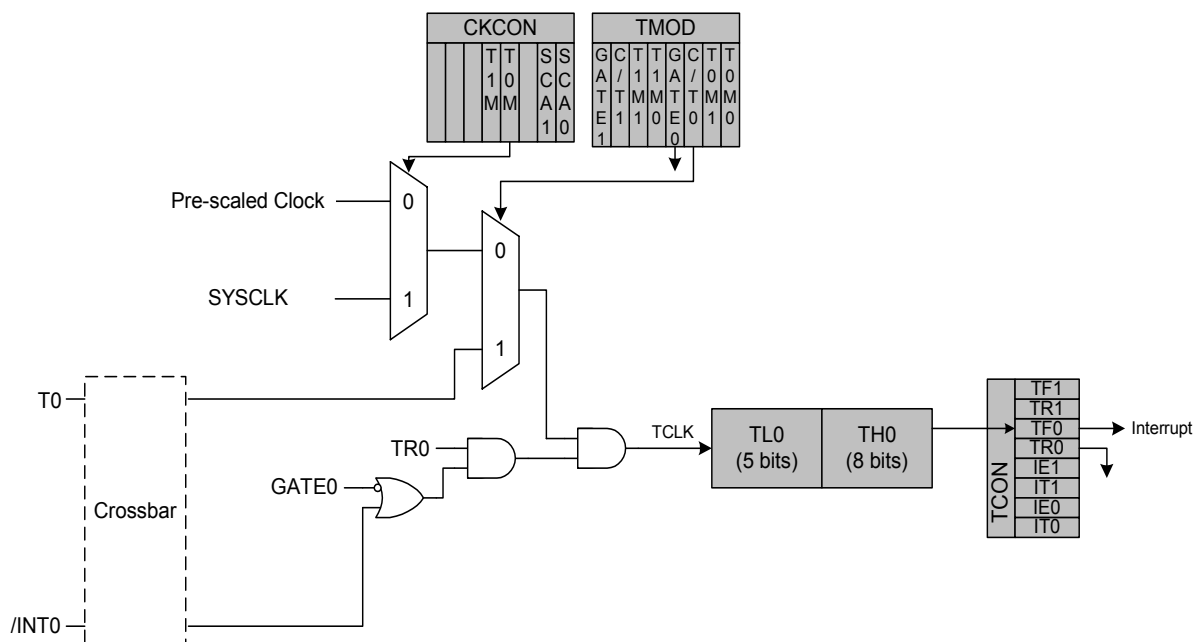 CKCON
T1M
T0M
SCA1
SCA0
TMOD
GATE1
C/T1
T1M1
T1M0
GATE0
C/T0
T0M1
T0M0
Pre-scaled Clock
0
SYSCLK
1
0
1
T0
Crossbar
/INT0
TR0
GATE0
TCLK
TL0
(5 bits)
TH0
(8 bits)
TCON
TF1
TR1
TF0
TR0
IE1
IT1
IE0
IT0
Interrupt